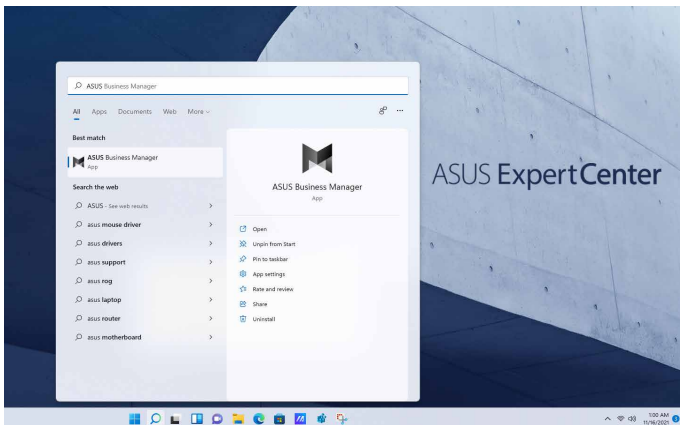 ASUS Business Manager
All Apps Documents Web More
Best match
ASUS Business Manager
App
Search the web
ASUS - See web results
asus mouse driver
asus drivers
asus support
asus rog
asus laptop
asus router
asus motherboard
ASUS Business Manager
App
Open
Unpin from Start
Pin to taskbar
App settings
Rate and review
Share
Uninstall
ASUS ExpertCenter
1:00 AM
11/16/2021